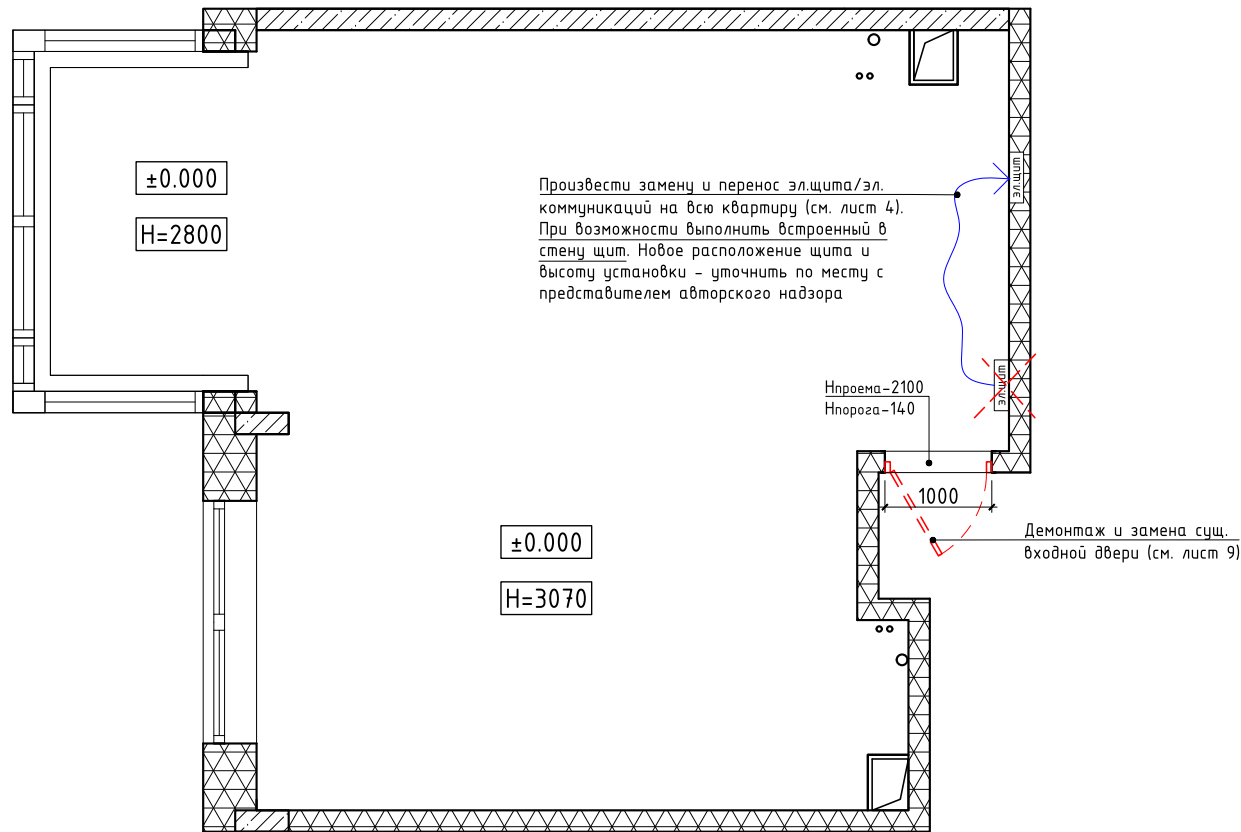 ±0.000
H=2800
Произвести замену и перенос эл.щита/эл.
коммуникаций на всю квартиру (см. лист 4).
При возможности выполнить встроенный в
стену щит. Новое расположение щита и
высоту установки – уточнить по месту с
представителем авторского надзора
эл.щит
эл.щит
Hпроема-2100
Hпорога-140
1000
Демонтаж и замена сущ.
входной двери (см. лист 9)
±0.000
H=3070